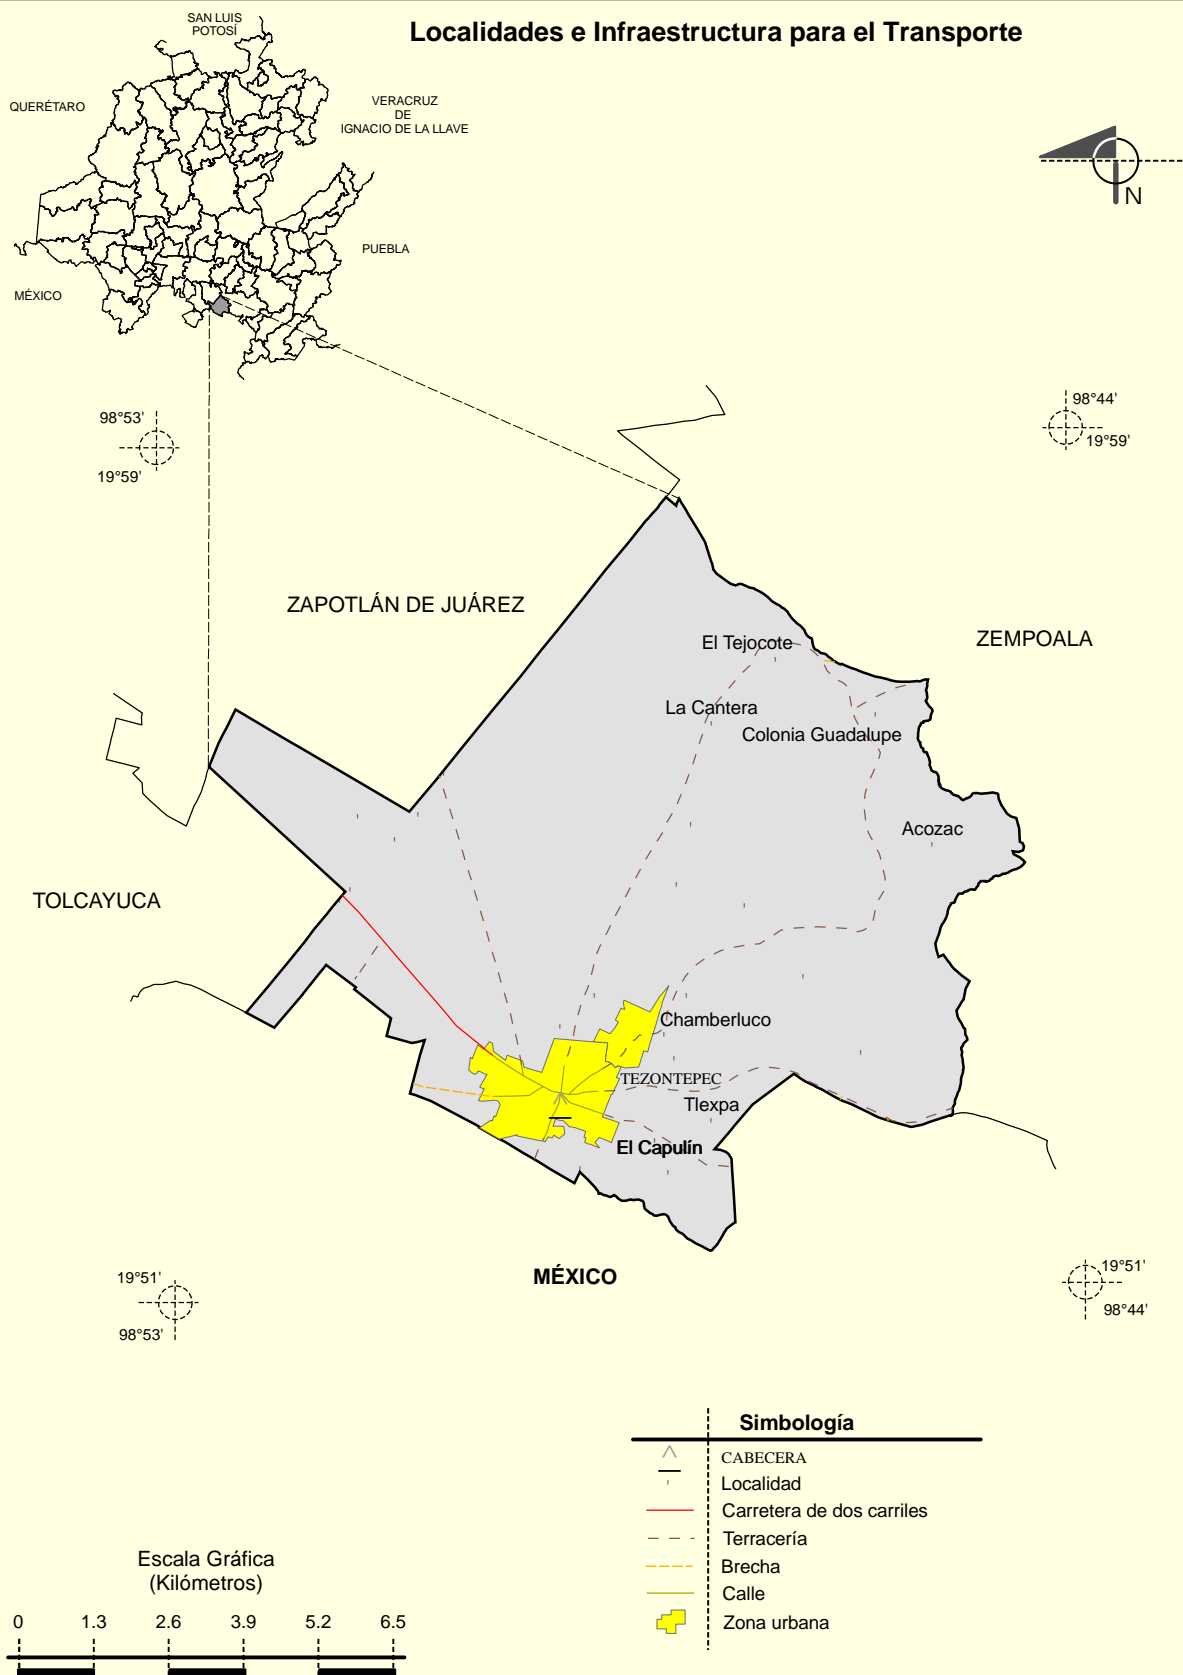 Localidades e Infraestructura para el Transporte
SAN LUIS
POTOSÍ
QUERÉTARO
VERACRUZ
DE
IGNACIO DE LA LLAVE
PUEBLA
MÉXICO
N
98°53'
19°59'
98°44'
19°59'
ZAPOTLÁN DE JUÁREZ
ZEMPOALA
El Tejocote
La Cantera
Colonia Guadalupe
Acozac
TOLCAYUCA
Chamberluco
TEZONTEPEC
Tlexpa
El Capulín
MÉXICO
19°51'
98°53'
19°51'
98°44'
Simbología
CABECERA
Localidad
Carretera de dos carriles
Terracería
Brecha
Calle
Zona urbana
Escala Gráfica
(Kilómetros)
0 1.3 2.6 3.9 5.2 6.5